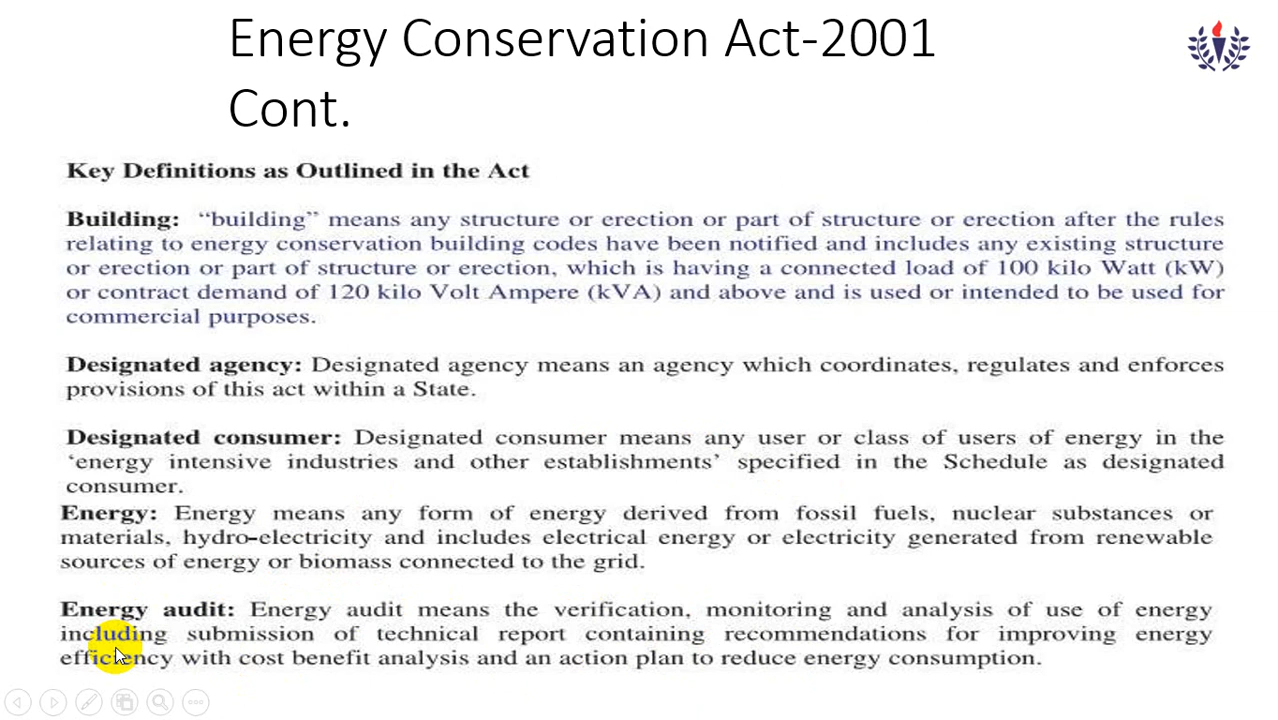 Energy Conservation Act-2001
Cont.
Key Definitions as Outlined in the Act
Building: “building” means any structure or erection or part of structure or erection after the rules
relating to energy conservation building codes have been notified and includes any existing structure
or erection or part of structure or erection, which is having a connected load of 100 kilo Watt (kW)
or contract demand of 120 kilo Volt Ampere (kVA) and above and is used or intended to be used for
commercial purposes.
Designated agency: Designated agency means an agency which coordinates, regulates and enforces
provisions of this act within a State.
Designated consumer: Designated consumer means any user or class of users of energy in the
‘energy intensive industries and other establishments’ specified in the Schedule as designated
consumer.
Energy: Energy means any form of energy derived from fossil fuels, nuclear substances or
materials, hydro-electricity and includes electrical energy or electricity generated from renewable
sources of energy or biomass connected to the grid.
Energy audit: Energy audit means the verification, monitoring and analysis of use of energy
including submission of technical report containing recommendations for improving energy
efficiency with cost benefit analysis and an action plan to reduce energy consumption.